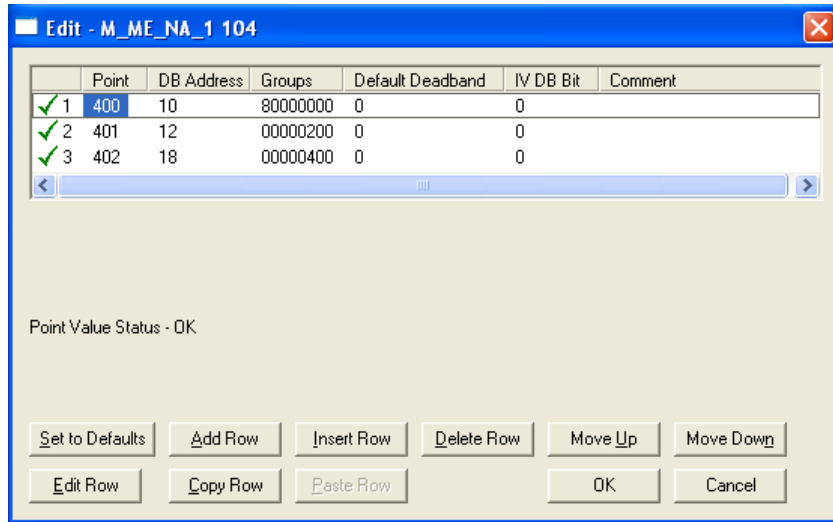 Edit - M_ME_NA_1 104
Point DB Address Groups Default Deadband IV DB Bit Comment
1 400 10 80000000 0 0
2 401 12 00000200 0 0
3 402 18 00000400 0 0
Point Value Status - OK
Set to Defaults Add Row Insert Row Delete Row Move Up Move Down
Edit Row Copy Row Paste Row OK Cancel